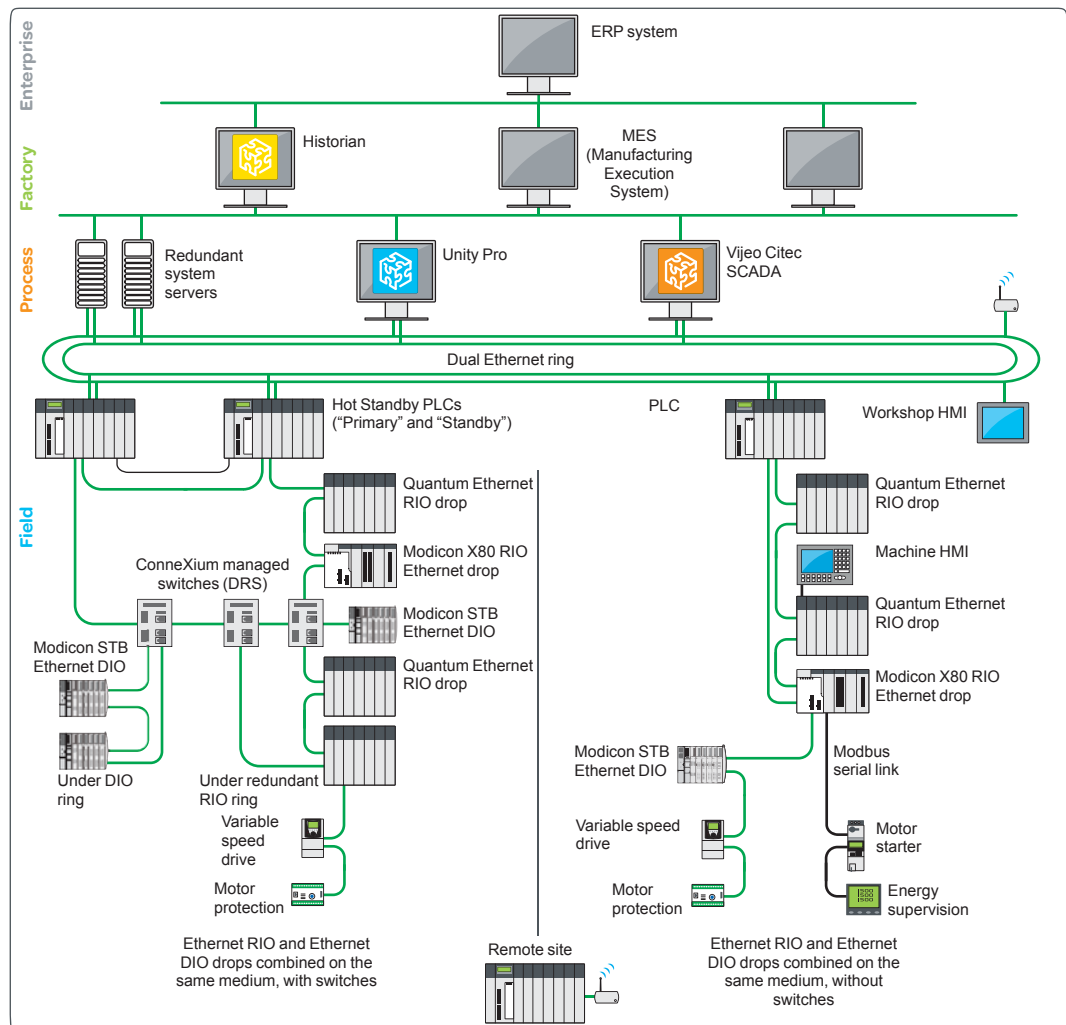 Enterprise
ERP system
Factory
Historian
MES
(Manufacturing
Execution
System)
Process
Redundant
system
servers
Unity Pro
Vijeo Citec
SCADA
Dual Ethernet ring
Hot Standby PLCs
(“Primary” and “Standby”)
PLC
Workshop HMI
Field
Quantum Ethernet
RIO drop
Modicon X80 RIO
Ethernet drop
ConneXium managed
switches (DRS)
Modicon STB
Ethernet DIO
Modicon STB
Ethernet DIO
Quantum Ethernet
RIO drop
Under DIO
ring
Under redundant
RIO ring
Variable
speed
drive
Motor
protection
Ethernet RIO and Ethernet
DIO drops combined on the
same medium, with switches
Remote site
Quantum Ethernet
RIO drop
Machine HMI
Quantum Ethernet
RIO drop
Modicon X80 RIO
Ethernet drop
Modicon STB
Ethernet DIO
Modbus
serial link
Variable speed
drive
Motor
starter
Motor
protection
Energy
supervision
Ethernet RIO and Ethernet
DIO drops combined on the
same medium, without
switches